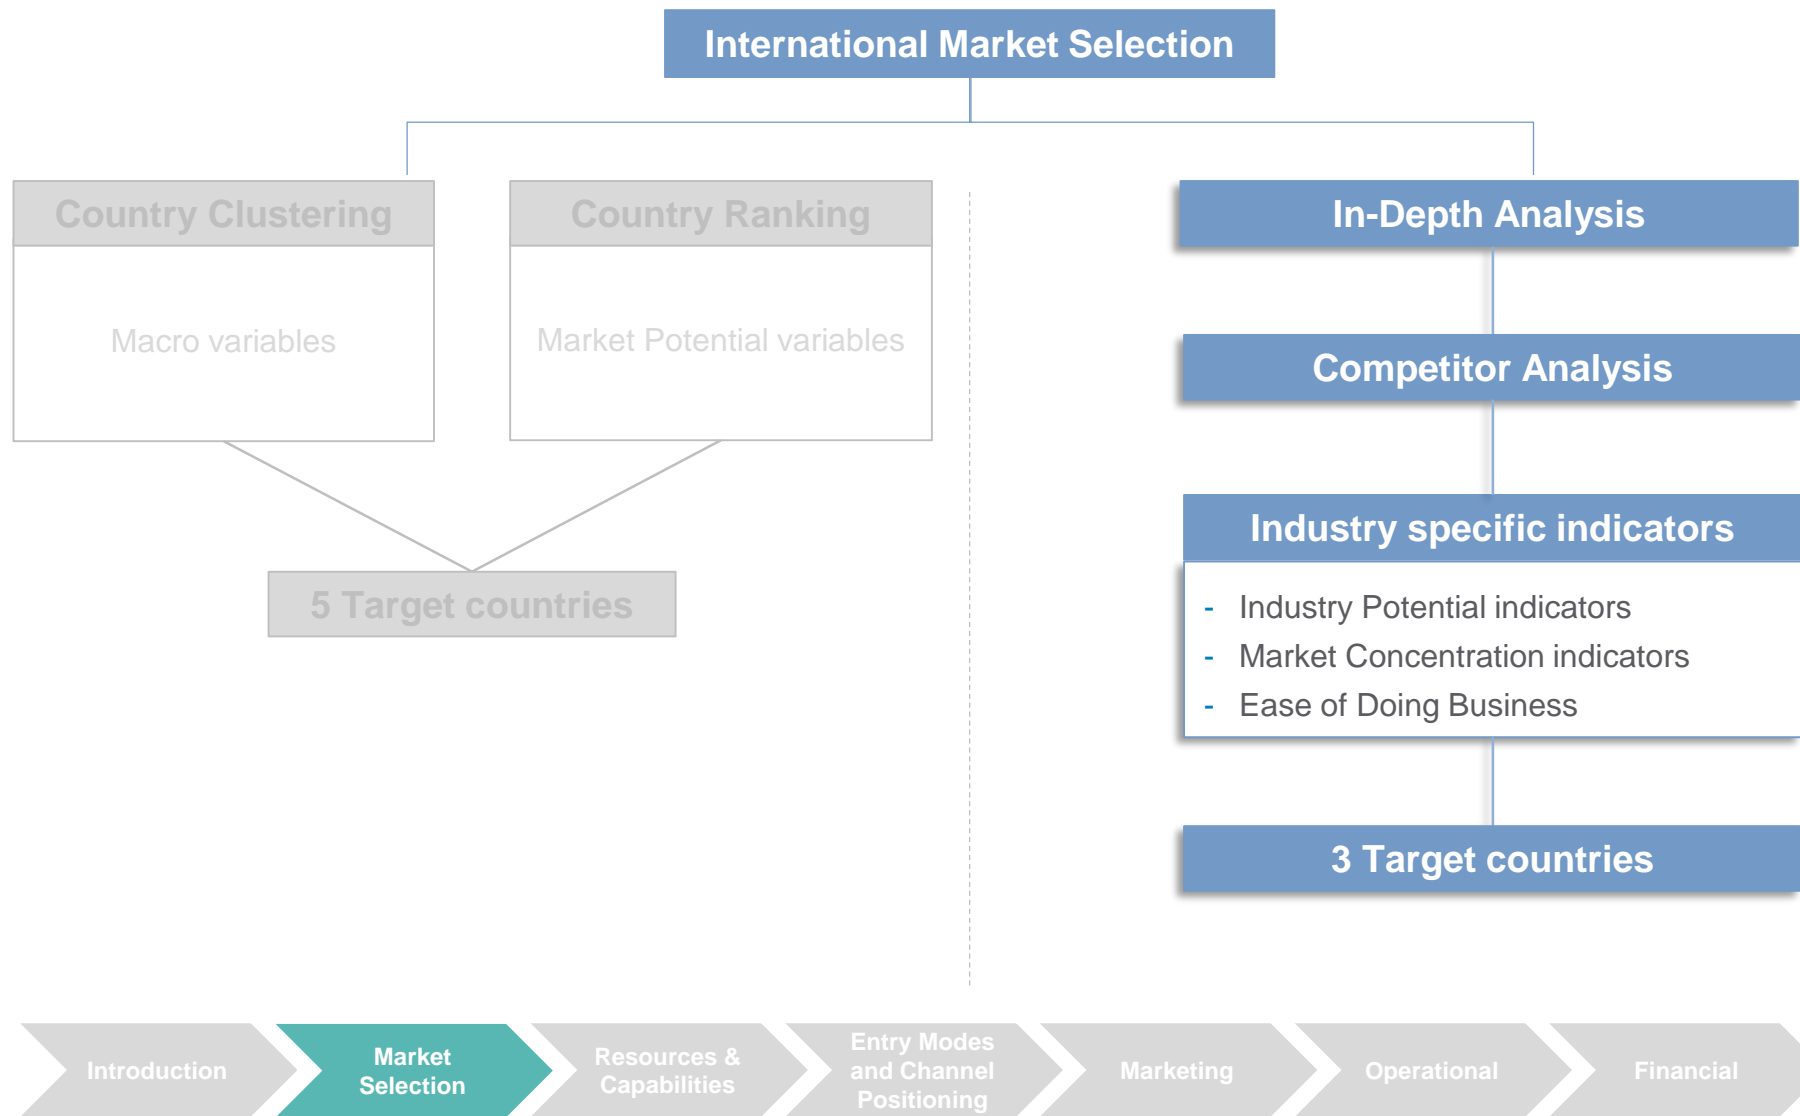 International Market Selection
Country Clustering
Macro variables
Country Ranking
Market Potential variables
5 Target countries
In-Depth Analysis
Competitor Analysis
Industry specific indicators
- Industry Potential indicators
- Market Concentration indicators
- Ease of Doing Business
3 Target countries
Introduction
Market
Selection
Resources &
Capabilities
Entry Modes
and Channel
Positioning
Marketing
Operational
Financial